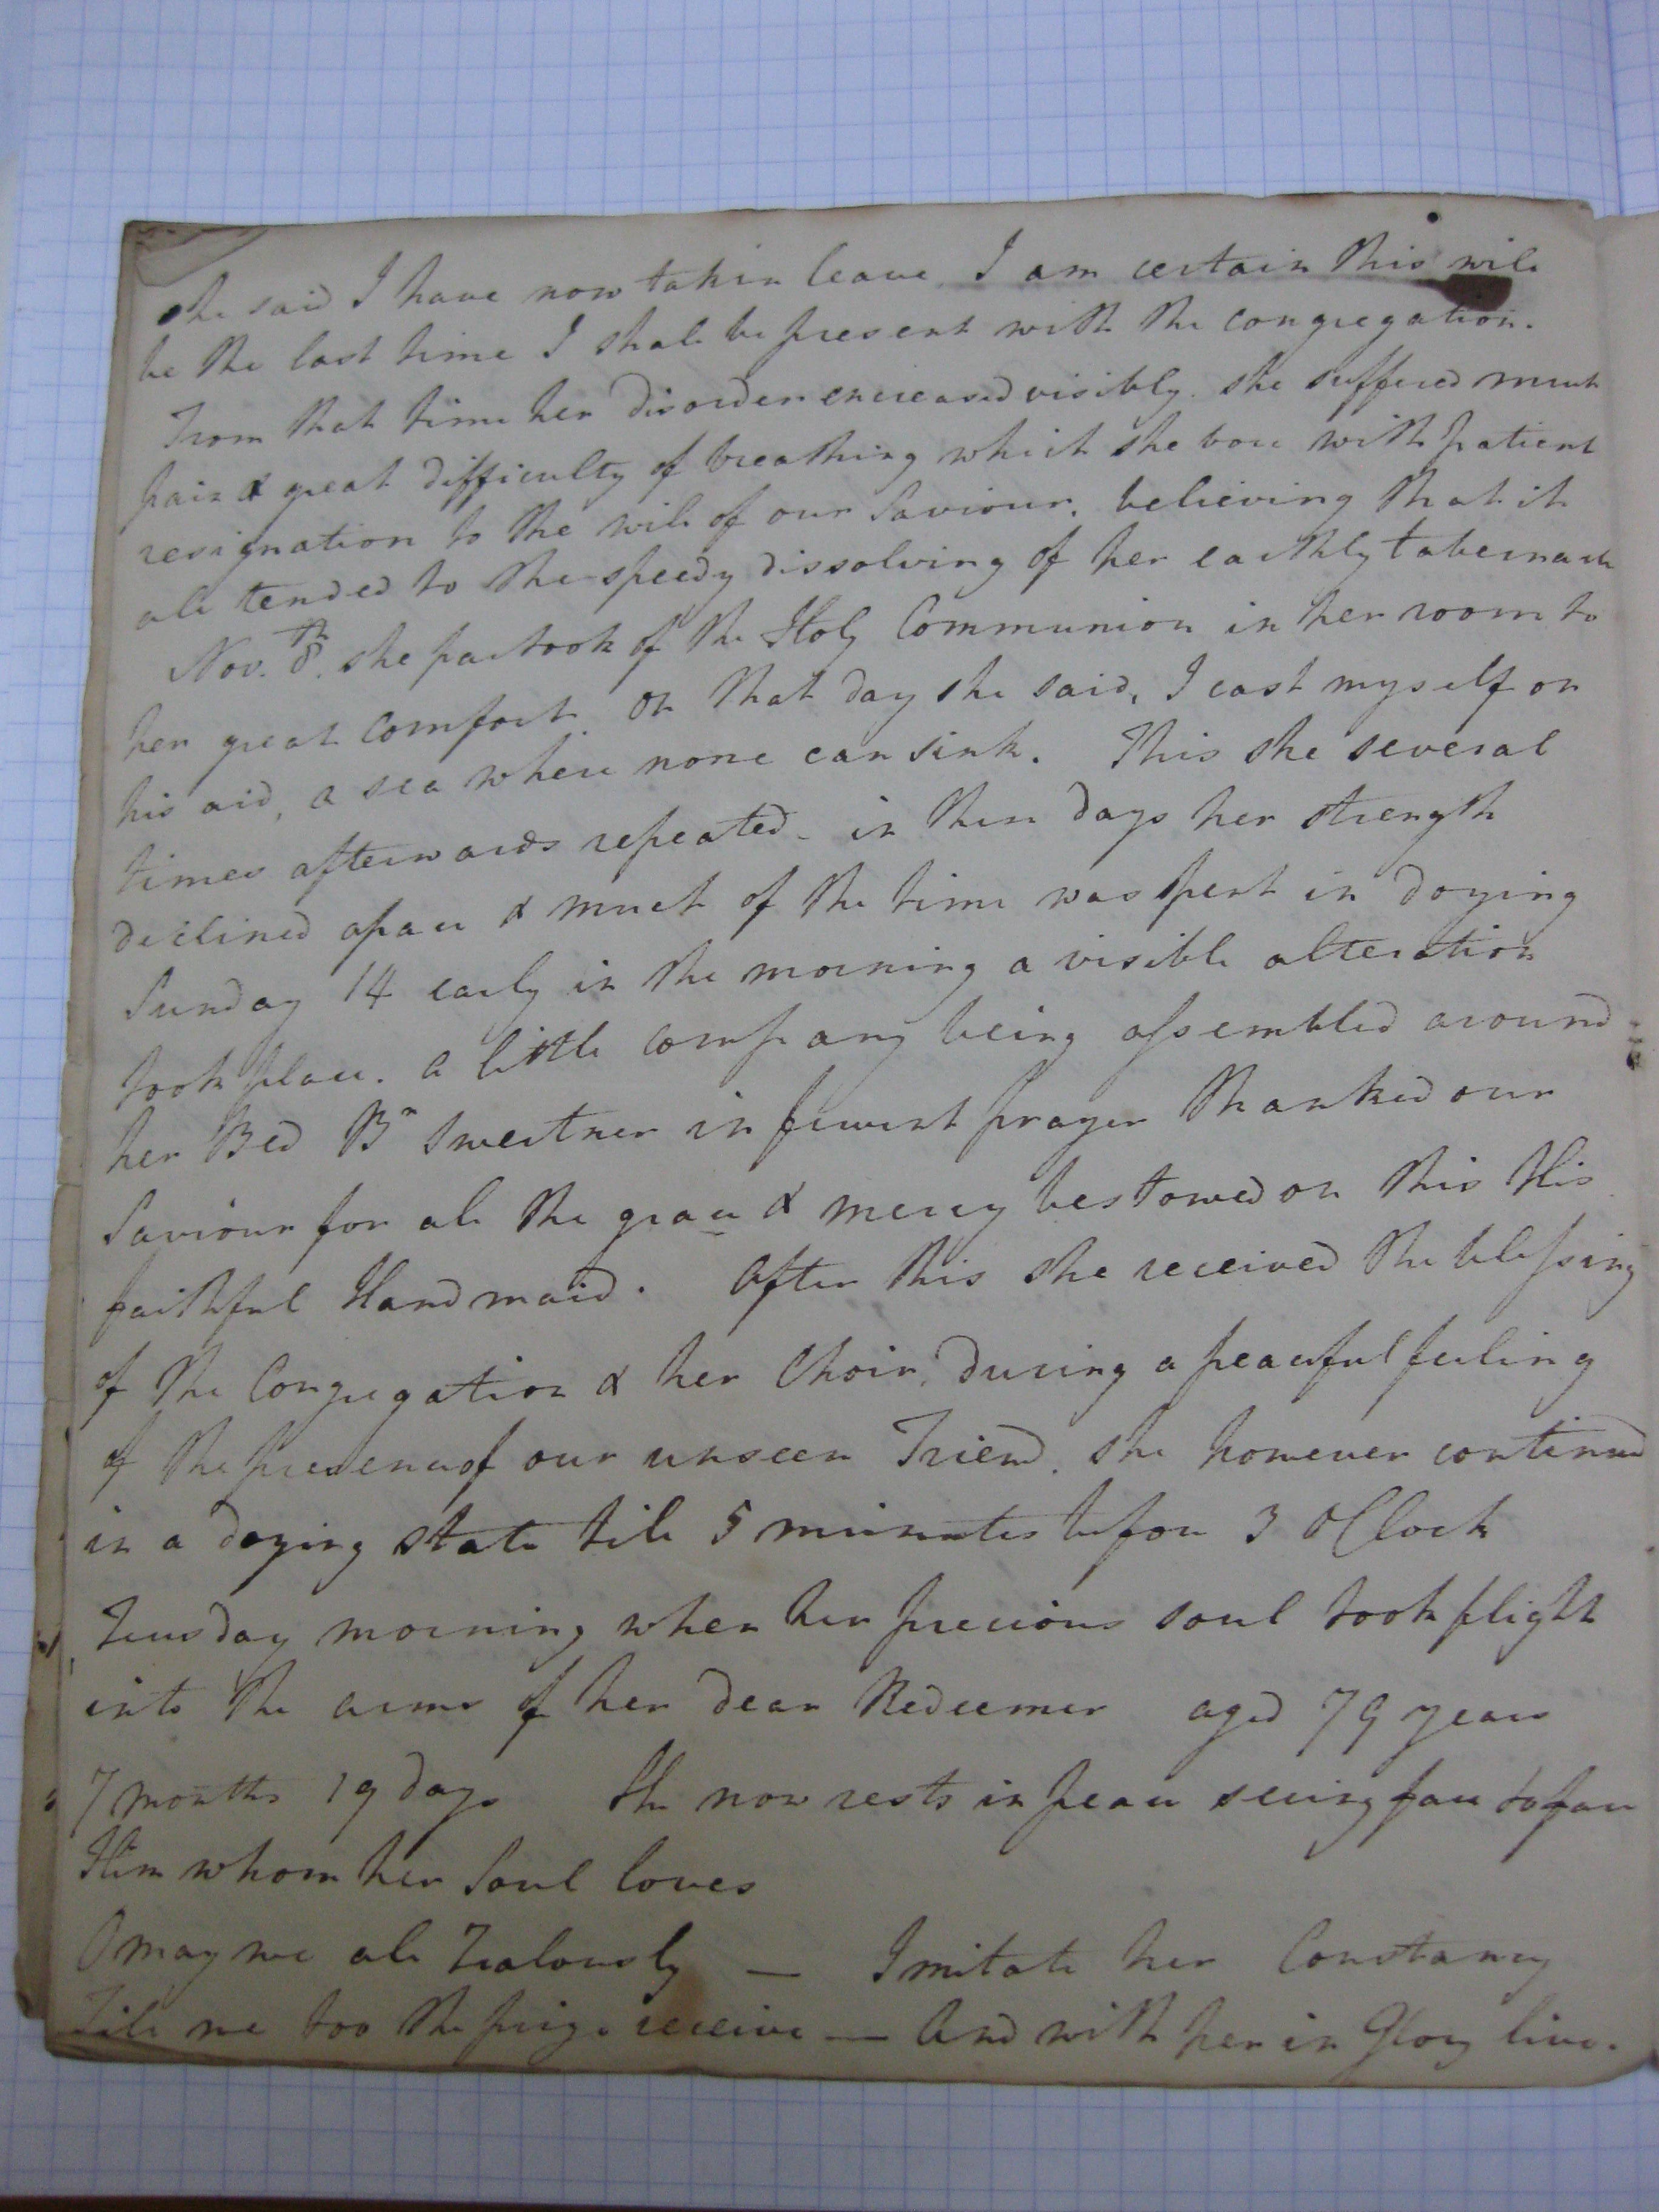 she said I have now taken leave, I am certain this will
be the last time I shall be present with the congregation.
From that time her disorder encreased visibly. she suffered much
pain & great difficulty of breathing which she bore with patient
resignation to the will of our Saviour, believing that it
all tended to the speedy dissolving of her earthly tabernacle
Nov. 8th. she partook of the Holy Communion in her room to
her great comfort on that day she said, I cast myself on
his aid, a sea where none can sink. This she several
times afterwards repeated. in these days her strength
declined apace & much of the time was spent in dozing
Sunday 14 early in the morning a visible alteration
took place. a little company being assembled around
her Bed Br Sweitner in fervent prayer thanked our
Saviour for all the grace & mercy bestowed on this His
faithful Handmaid. After this she received the blessing
of the Congregation & her Choir, during a peaceful feeling
of the presence of our unseen Friend. she however continued
in a dozing state till 5 minutes before 3 oClock
Tuesday morning when her precious soul took flight
into the arms of her dear Redeemer aged 79 years
7 months 19 days She now rests in peace seeing face to face
Him whom her Soul loves
O may we all Zealously — Imitate her Constancy
Till we too the prize receive — And with her in Glory live.